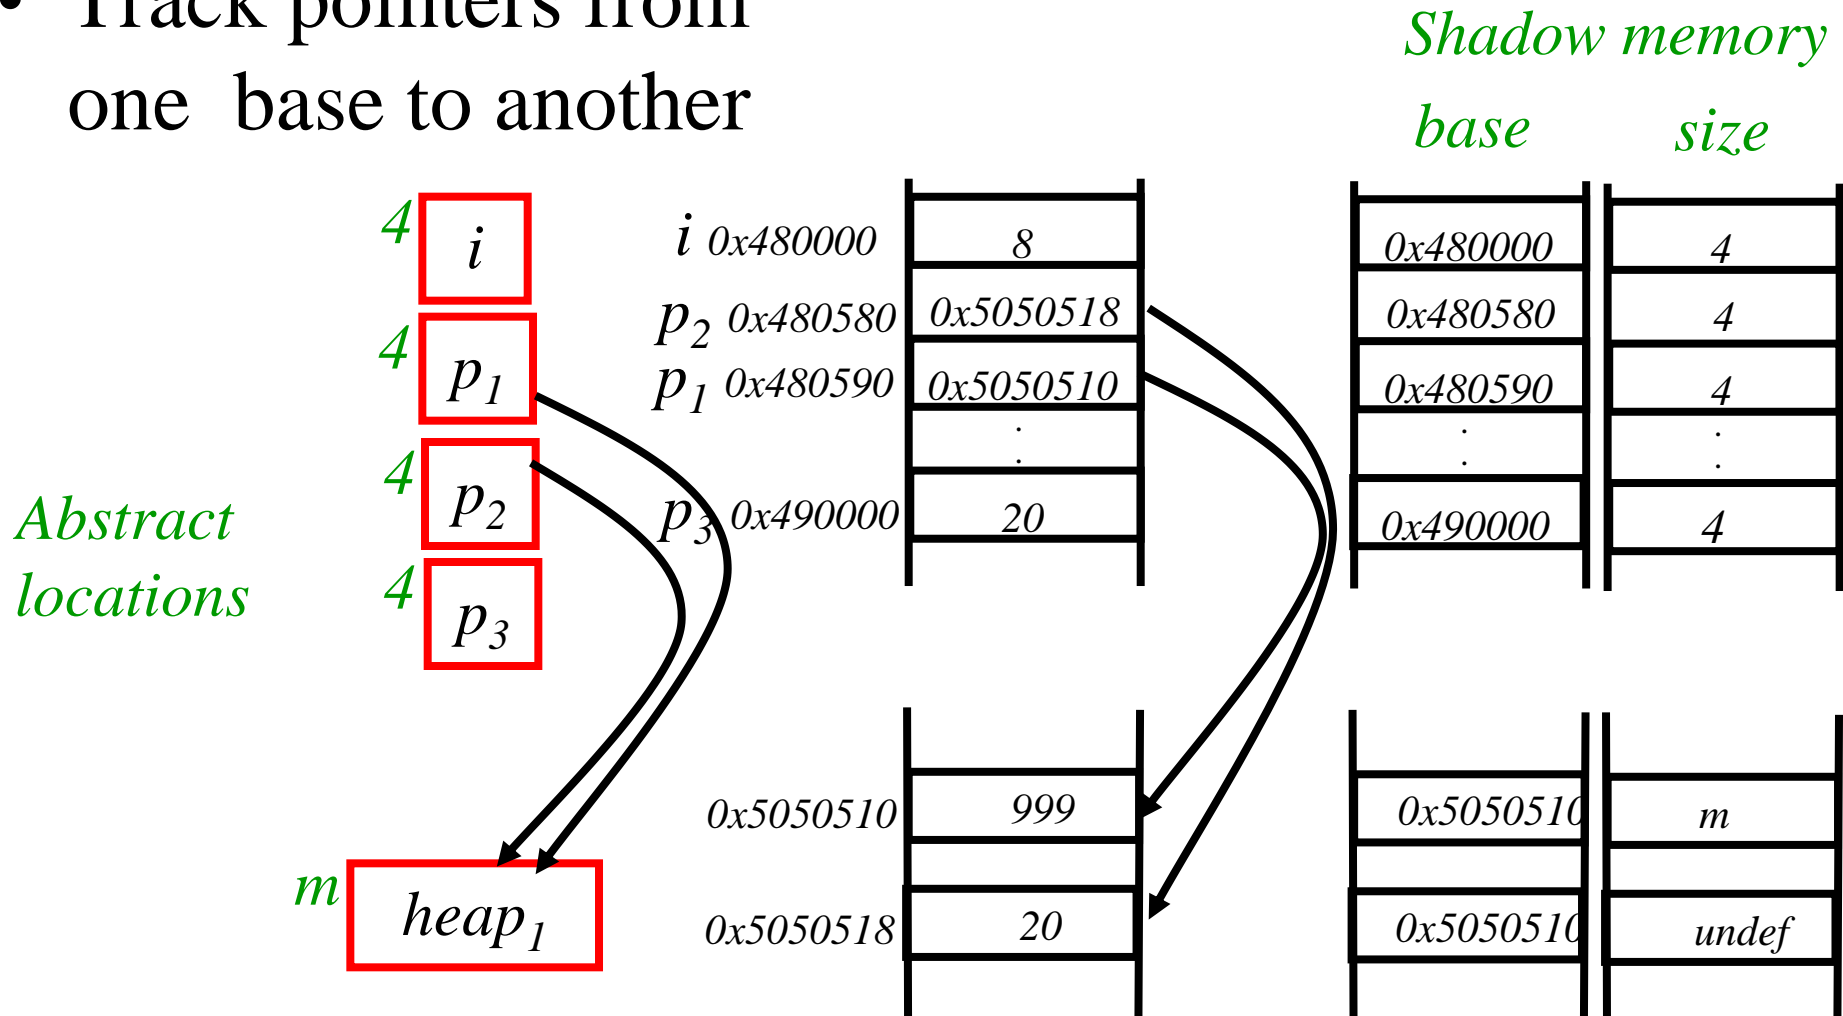 • Track pointers from
one base to another
Shadow memory
base size
4 i
i 0x480000 8 0x480000 4
p2 0x480580 0x5050518 0x480580 4
4 p1
p1 0x480590 0x5050510 0x480590 4
: : :
4 p2
p3 0x490000 20 0x490000 4
Abstract
locations
4 p3
0x5050510 999 0x5050510 m
m heap1
0x5050518 20 0x5050510 undef